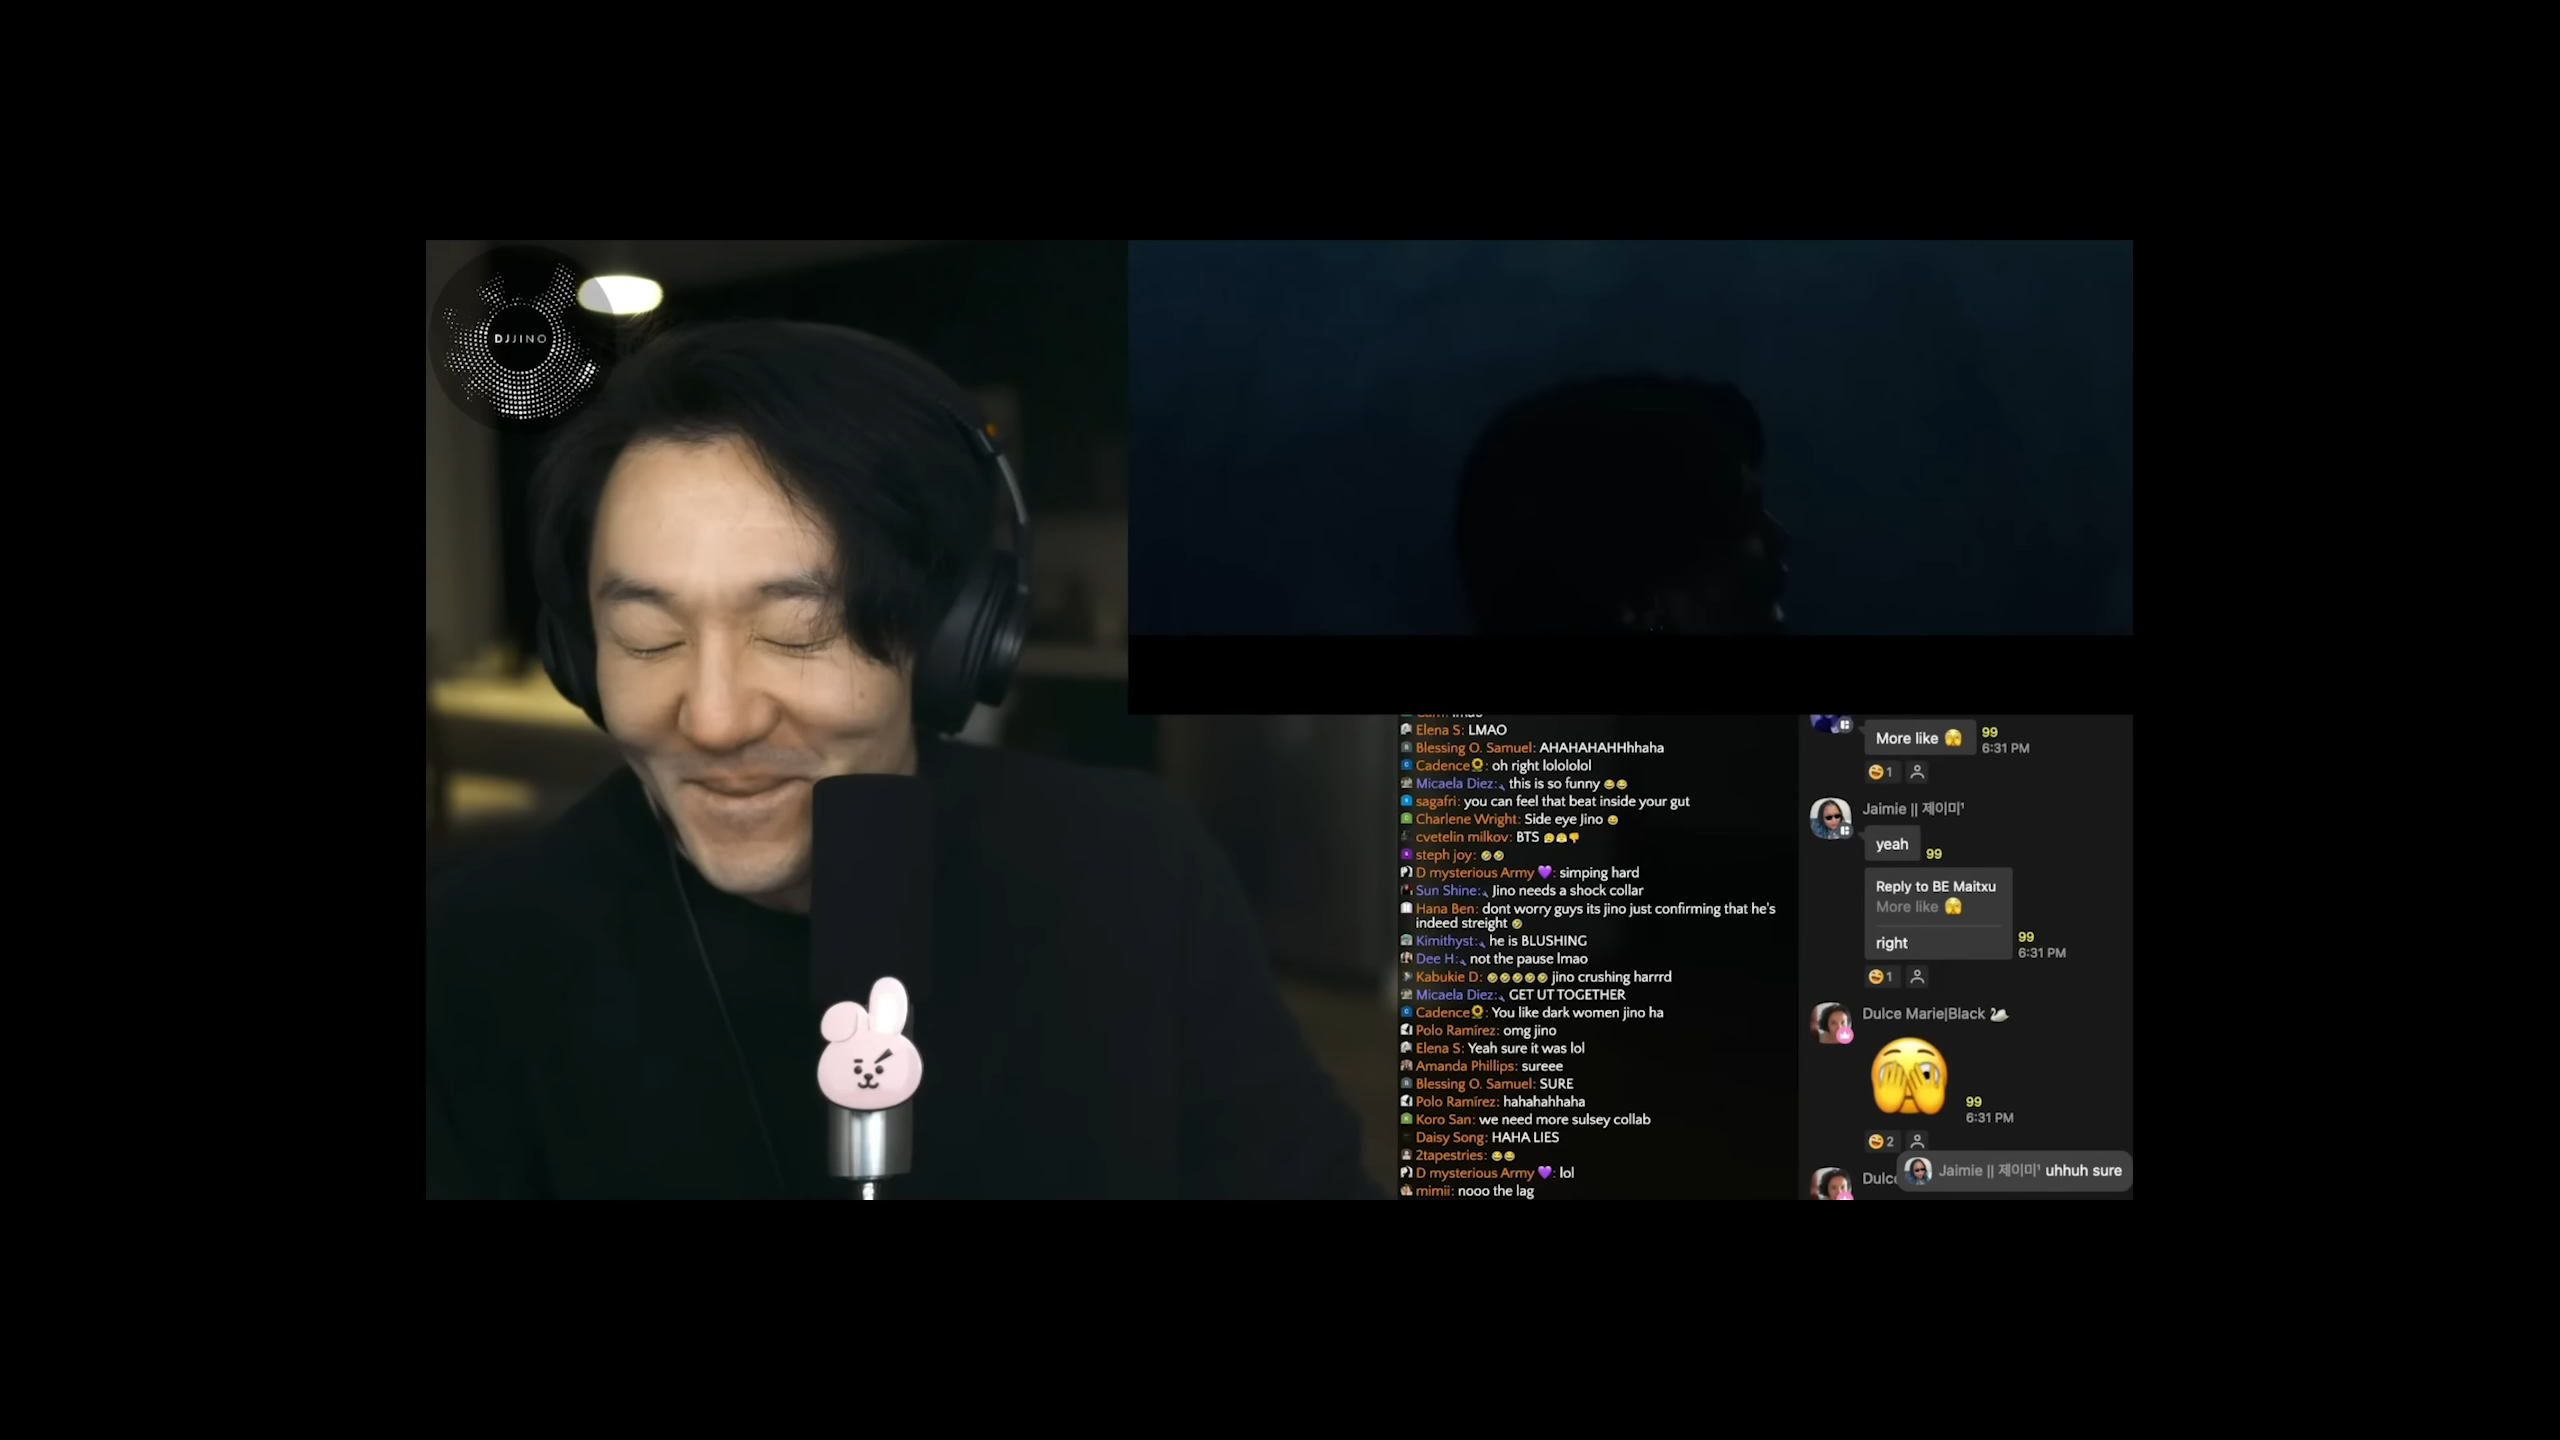 DJJINO
Elena S: LMAO
Blessing O. Samuel: AHAHAHAHHhhaha
Cadence🌻: oh right lolololol
Micaela Diez: this is so funny 😂😂
sagafri: you can feel that beat inside your gut
Charlene Wright: Side eye Jino 😄
cvetelin milkov: BTS
steph joy: 🤣🤣
D mysterious Army 💜: simping hard
Sun Shine: Jino needs a shock collar
Hana Ben: dont worry guys its jino just confirming that he's
indeed streight 🤣
Kimithyst: he is BLUSHING
Dee H: not the pause lmao
Kabukie D: 🤣🤣🤣🤣🤣 jino crushing harrrd
Micaela Diez: GET UT TOGETHER
Cadence🌻: You like dark women jino ha
Polo Ramírez: omg jino
Elena S: Yeah sure it was lol
Amanda Phillips: sureee
Blessing O. Samuel: SURE
Polo Ramírez: hahahahhaha
Koro San: we need more sulsey collab
Daisy Song: HAHA LIES
2tapestries: 😂😂
D mysterious Army 💜: lol
mimii: nooo the lag
More like 🫣
99
6:31 PM
1
Jaimie || 제이미¹
yeah
99
Reply to BE Maitxu
More like 🫣
right
99
6:31 PM
1
Dulce Marie|Black 🦢
🫣
99
6:31 PM
2
Dulc
Jaimie || 제이미¹ uhhuh sure